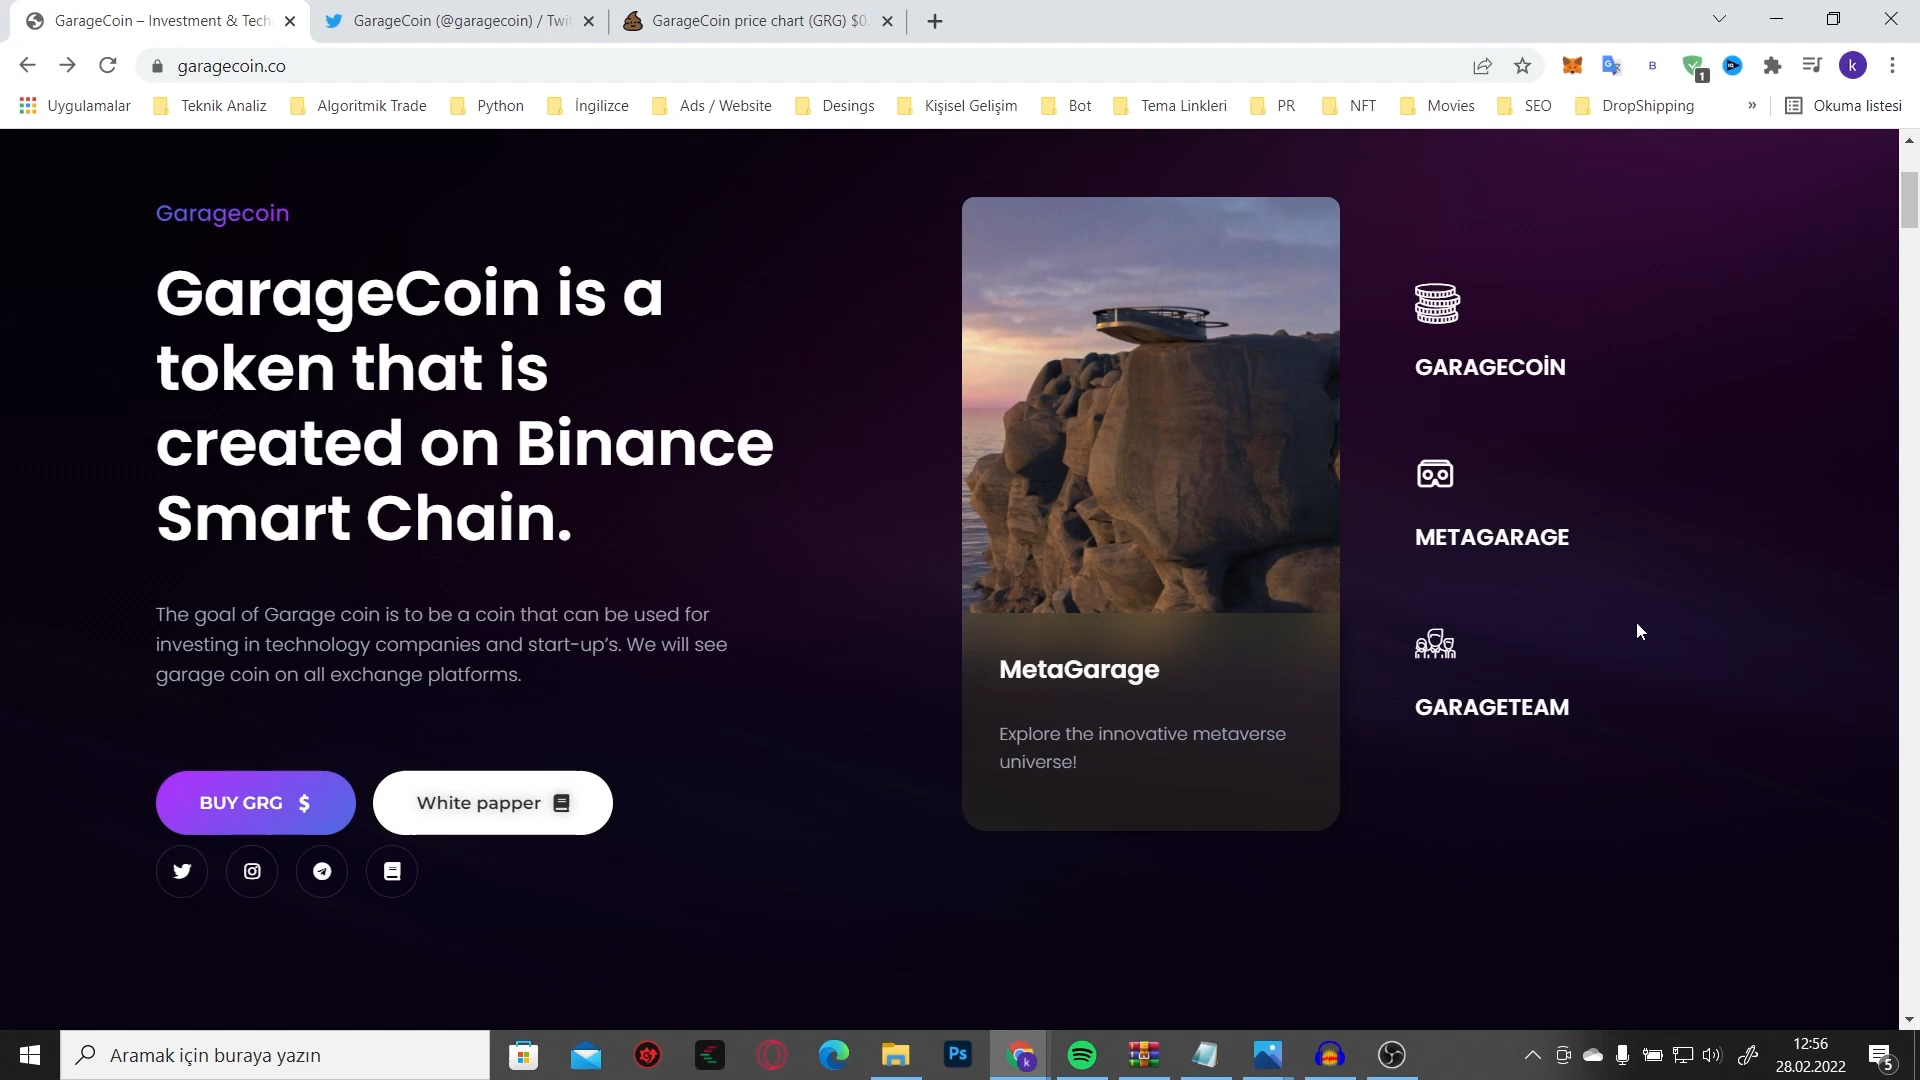 GarageCoin – Investment & Tech
GarageCoin (@garagecoin) / Twit
GarageCoin price chart (GRG) $0.
garagecoin.co
1
k
Uygulamalar
Teknik Analiz
Algoritmik Trade
Python
İngilizce
Ads / Website
Desings
Kişisel Gelişim
Bot
Tema Linkleri
PR
NFT
Movies
SEO
DropShipping
»
Okuma listesi
Garagecoin
GarageCoin is a
token that is
created on Binance
Smart Chain.
The goal of Garage coin is to be a coin that can be used for
investing in technology companies and start-up's. We will see
garage coin on all exchange platforms.
BUY GRG $
White papper
MetaGarage
Explore the innovative metaverse
universe!
GARAGECOİN
METAGARAGE
GARAGETEAM
Aramak için buraya yazın
Ps
k
12:56
28.02.2022
5